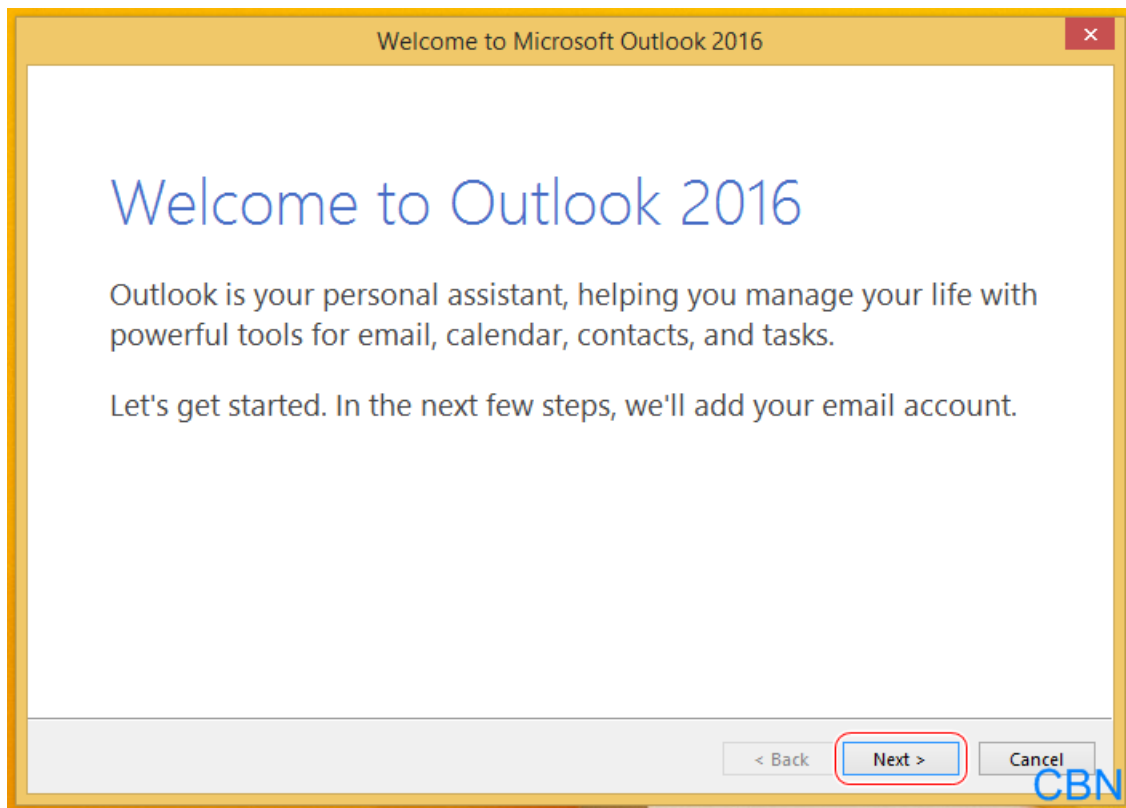 Welcome to Microsoft Outlook 2016
Welcome to Outlook 2016
Outlook is your personal assistant, helping you manage your life with
powerful tools for email, calendar, contacts, and tasks.
Let's get started. In the next few steps, we'll add your email account.
< Back Next > Cancel
CBN